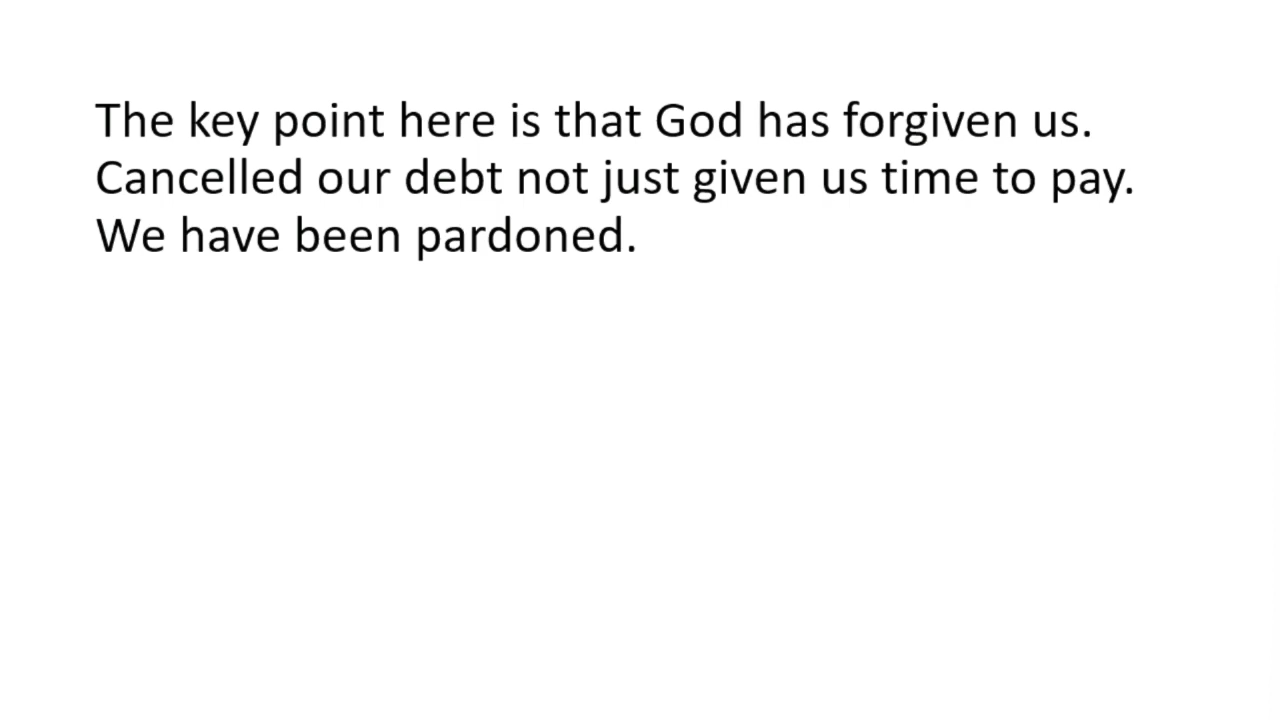 The key point here is that God has forgiven us.
Cancelled our debt not just given us time to pay.
We have been pardoned.